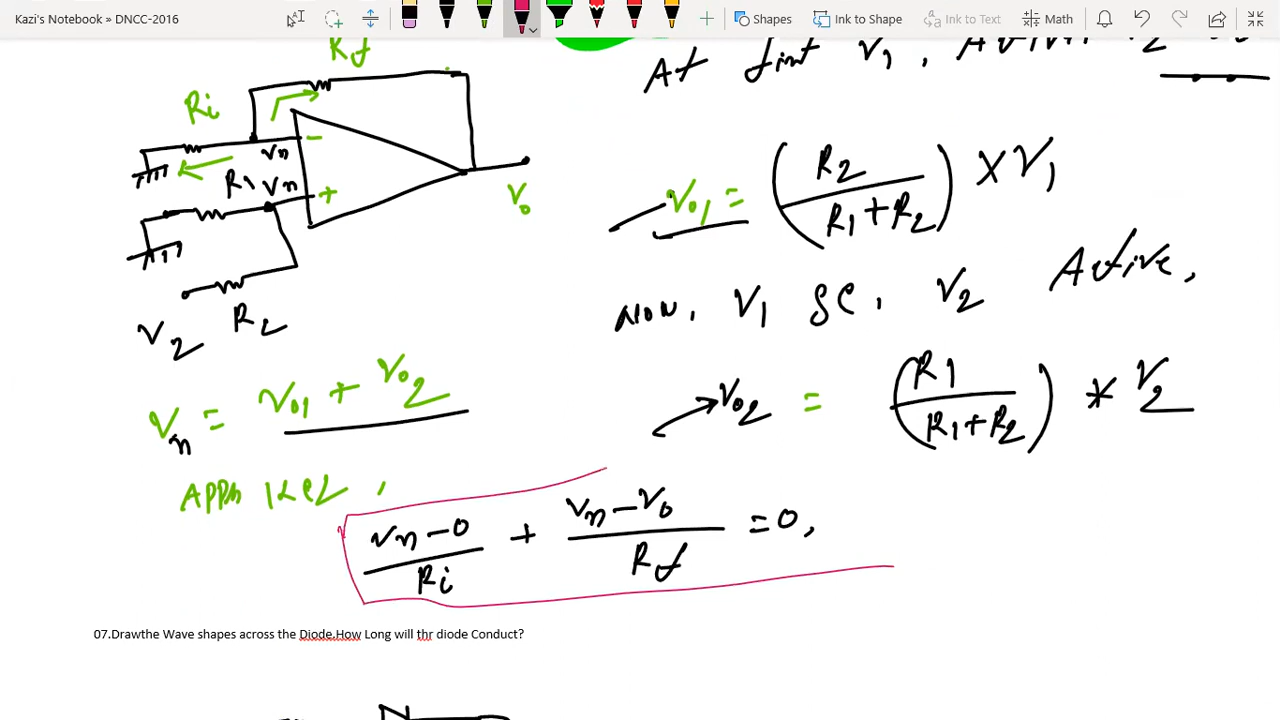 Kazi's Notebook » DNCC-2016
Shapes
Ink to Shape
Ink to Text
Math
Rf
At first V1, Active, V2
Ri
Vn
-
R1
Vn
+
Vo
V2
R2
Vo1 = (R2 / R1+R2) × V1
now, V1 SC, V2 Active,
Vn = Vo1 + Vo2
Vo2 = (R1 / R1+R2) * V2
Apply KCL,
Vn-0 / Ri + Vn-Vo / Rf = 0,
07.Drawthe Wave shapes across the Diode.How Long will thr diode Conduct?